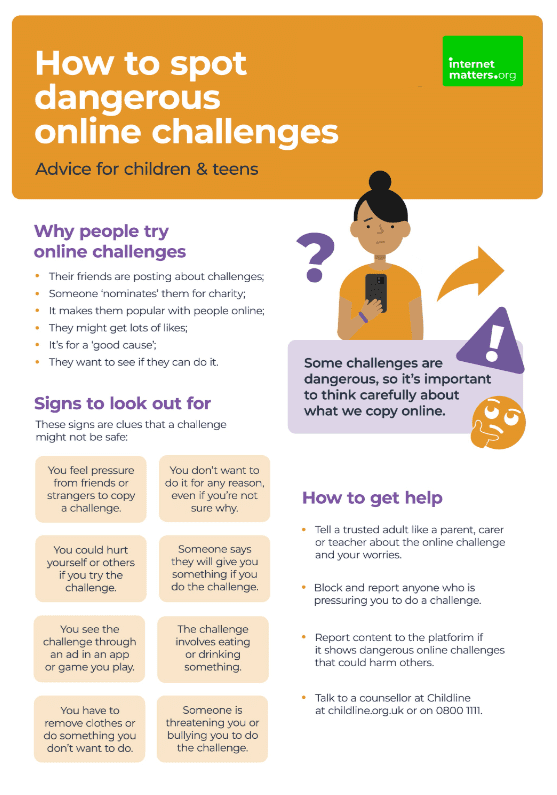 How to spot
dangerous
online challenges
Advice for children & teens
internet
matters.org
Why people try
online challenges
• Their friends are posting about challenges;
• Someone ‘nominates’ them for charity;
• It makes them popular with people online;
• They might get lots of likes;
• It’s for a ‘good cause’;
• They want to see if they can do it.
?
!
Some challenges are
dangerous, so it’s important
to think carefully about
what we copy online.
Signs to look out for
These signs are clues that a challenge
might not be safe:
You feel pressure
from friends or
strangers to copy
a challenge.
You don’t want to
do it for any reason,
even if you’re not
sure why.
You could hurt
yourself or others
if you try the
challenge.
Someone says
they will give you
something if you
do the challenge.
You see the
challenge through
an ad in an app
or game you play.
The challenge
involves eating
or drinking
something.
You have to
remove clothes or
do something you
don’t want to do.
Someone is
threatening you or
bullying you to do
the challenge.
How to get help
• Tell a trusted adult like a parent, carer
or teacher about the online challenge
and your worries.
• Block and report anyone who is
pressuring you to do a challenge.
• Report content to the platforim if
it shows dangerous online challenges
that could harm others.
• Talk to a counsellor at Childline
at childline.org.uk or on 0800 1111.